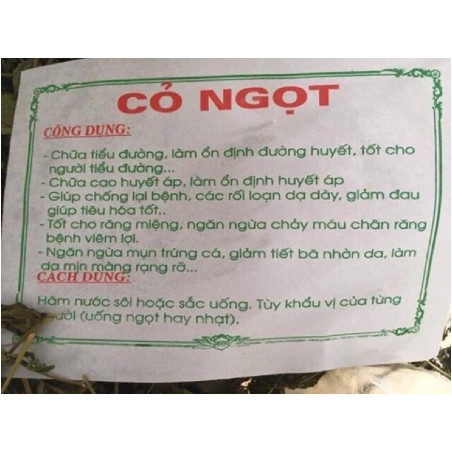 CỎ NGỌT
CÔNG DỤNG:
- Chữa tiểu đường, làm ổn định đường huyết, tốt cho
người tiểu đường...
- Chữa cao huyết áp, làm ổn định huyết áp
- Giúp chống lại bệnh, các rối loạn dạ dày, giảm đau
giúp tiêu hóa tốt..
- Tốt cho răng miệng, ngăn ngừa chảy máu chân răng
bệnh viêm lợi.
- Ngăn ngừa mụn trứng cá, giảm tiết bã nhờn da, làm
da mịn màng rạng rỡ...
CÁCH DÙNG:
Hãm nước sôi hoặc sắc uống. Tùy khẩu vị của từng
(uống ngọt hay nhạt).